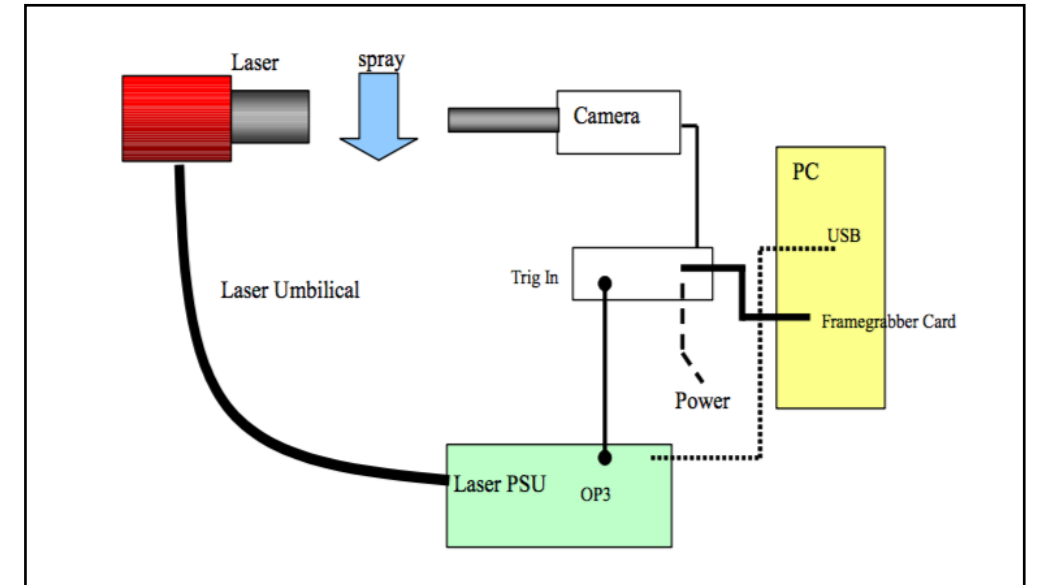 Laser
spray
Camera
PC
USB
Trig In
Laser Umbilical
Framegrabber Card
Power
Laser PSU
OP3